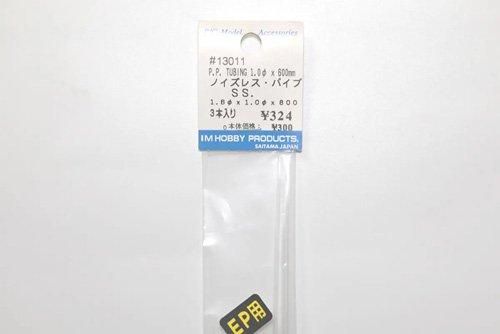 R/C Model Accessories
#13011
P.P. TUBING 1.0φ x 600mm
ノイズレス・パイプ
SS.
1.8φ x 1.0φ x 600
3本入り ¥324
本体価格: ¥300
IM HOBBY PRODUCTS.
SAITAMA, JAPAN
EP用